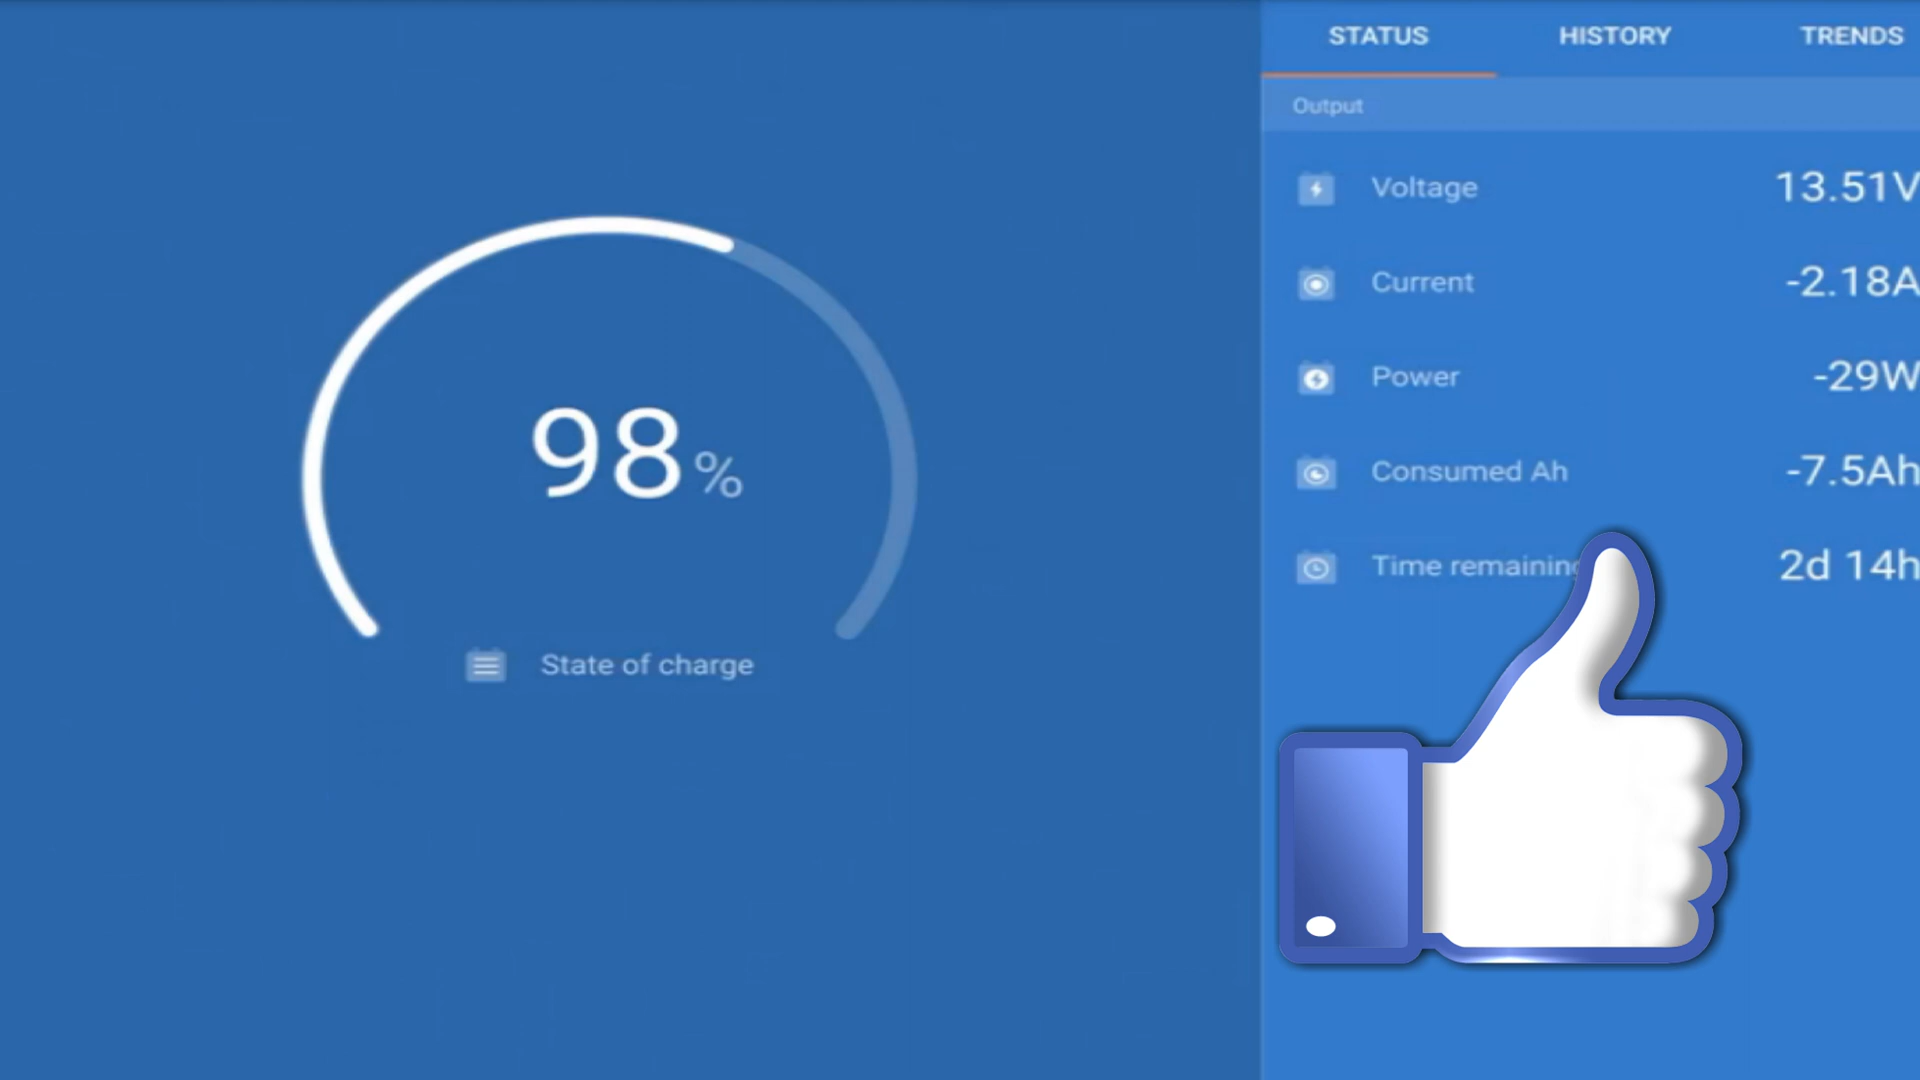 STATUS HISTORY TRENDS
Output
Voltage 13.51V
Current -2.18A
Power -29W
Consumed Ah -7.5Ah
Time remaining 2d 14h
98%
State of charge